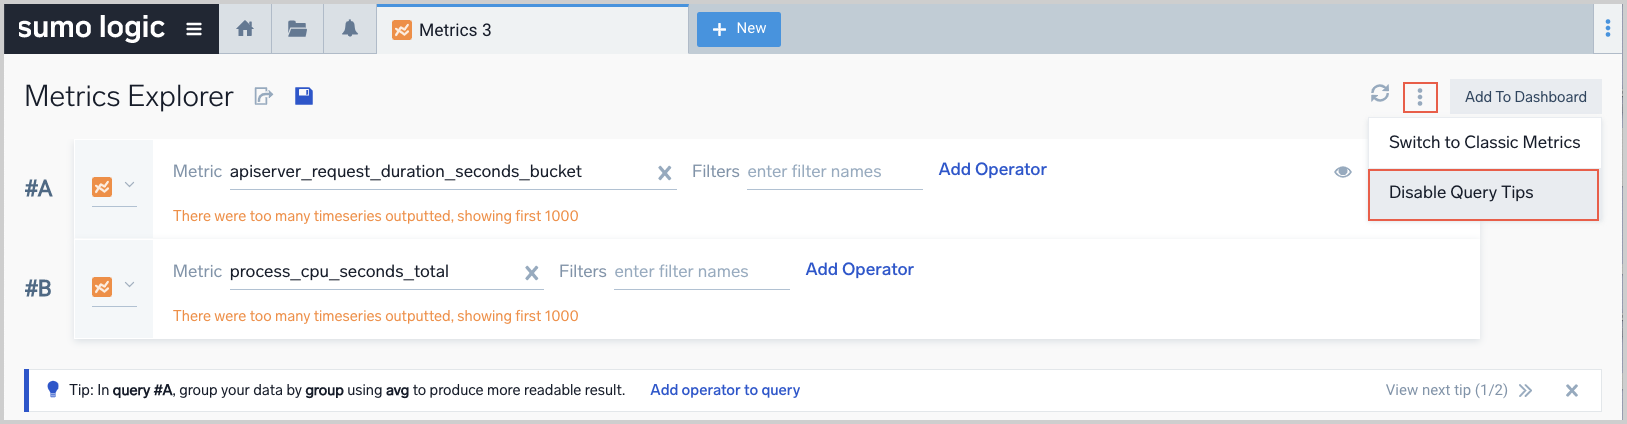 sumo logic
Metrics 3
+ New
Metrics Explorer
Add To Dashboard
Switch to Classic Metrics
Disable Query Tips
#A
Metric apiserver_request_duration_seconds_bucket
Filters enter filter names
Add Operator
There were too many timeseries outputted, showing first 1000
#B
Metric process_cpu_seconds_total
Filters enter filter names
Add Operator
There were too many timeseries outputted, showing first 1000
Tip: In query #A, group your data by group using avg to produce more readable result.
Add operator to query
View next tip (1/2)